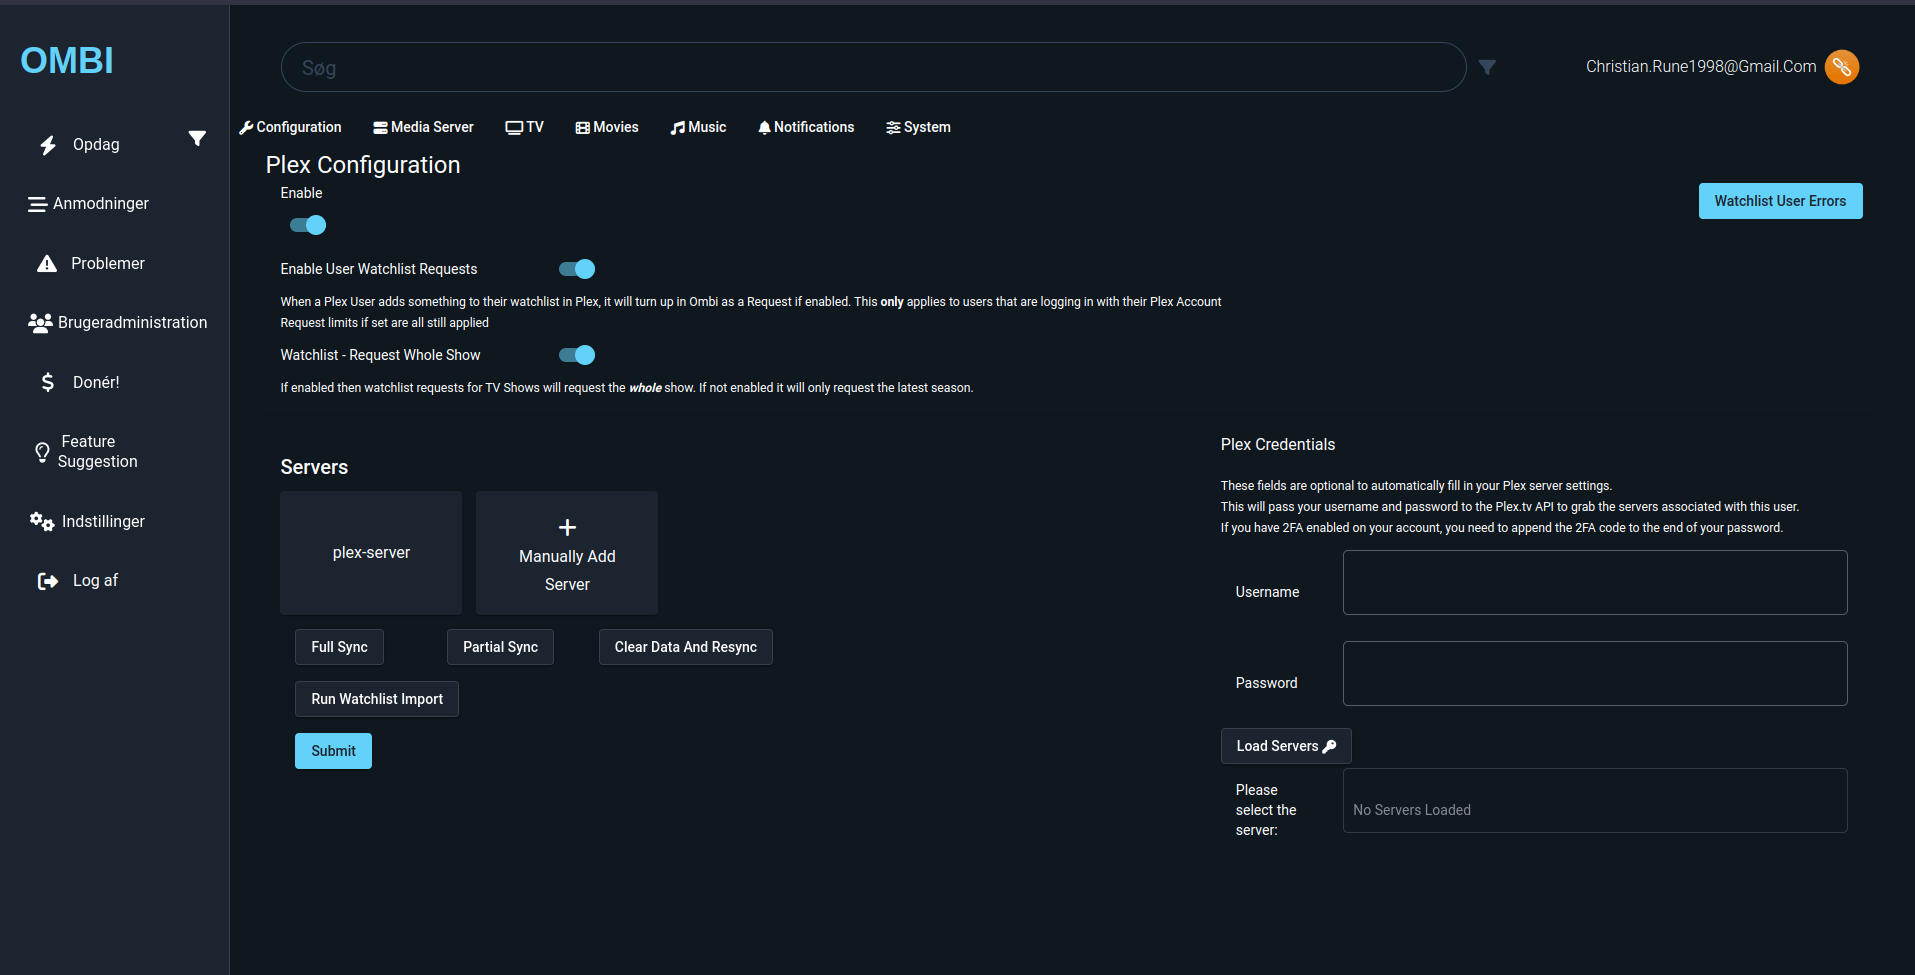 OMBI
Søg
Christian.Rune1998@Gmail.Com
Opdag
Anmodninger
Problemer
Brugeradministration
Donér!
Feature
Suggestion
Indstillinger
Log af
Configuration Media Server TV Movies Music Notifications System
Plex Configuration
Enable
Watchlist User Errors
Enable User Watchlist Requests
When a Plex User adds something to their watchlist in Plex, it will turn up in Ombi as a Request if enabled. This only applies to users that are logging in with their Plex Account
Request limits if set are all still applied
Watchlist - Request Whole Show
If enabled then watchlist requests for TV Shows will request the whole show. If not enabled it will only request the latest season.
Servers
plex-server
Manually Add
Server
Full Sync Partial Sync Clear Data And Resync
Run Watchlist Import
Submit
Plex Credentials
These fields are optional to automatically fill in your Plex server settings.
This will pass your username and password to the Plex.tv API to grab the servers associated with this user.
If you have 2FA enabled on your account, you need to append the 2FA code to the end of your password.
Username
Password
Load Servers
Please
select the
server:
No Servers Loaded